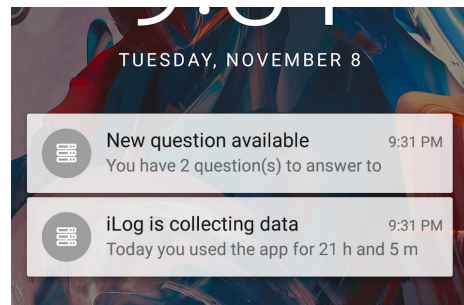 TUESDAY, NOVEMBER 8
New question available 9:31 PM
You have 2 question(s) to answer to
iLog is collecting data 9:31 PM
Today you used the app for 21 h and 5 m